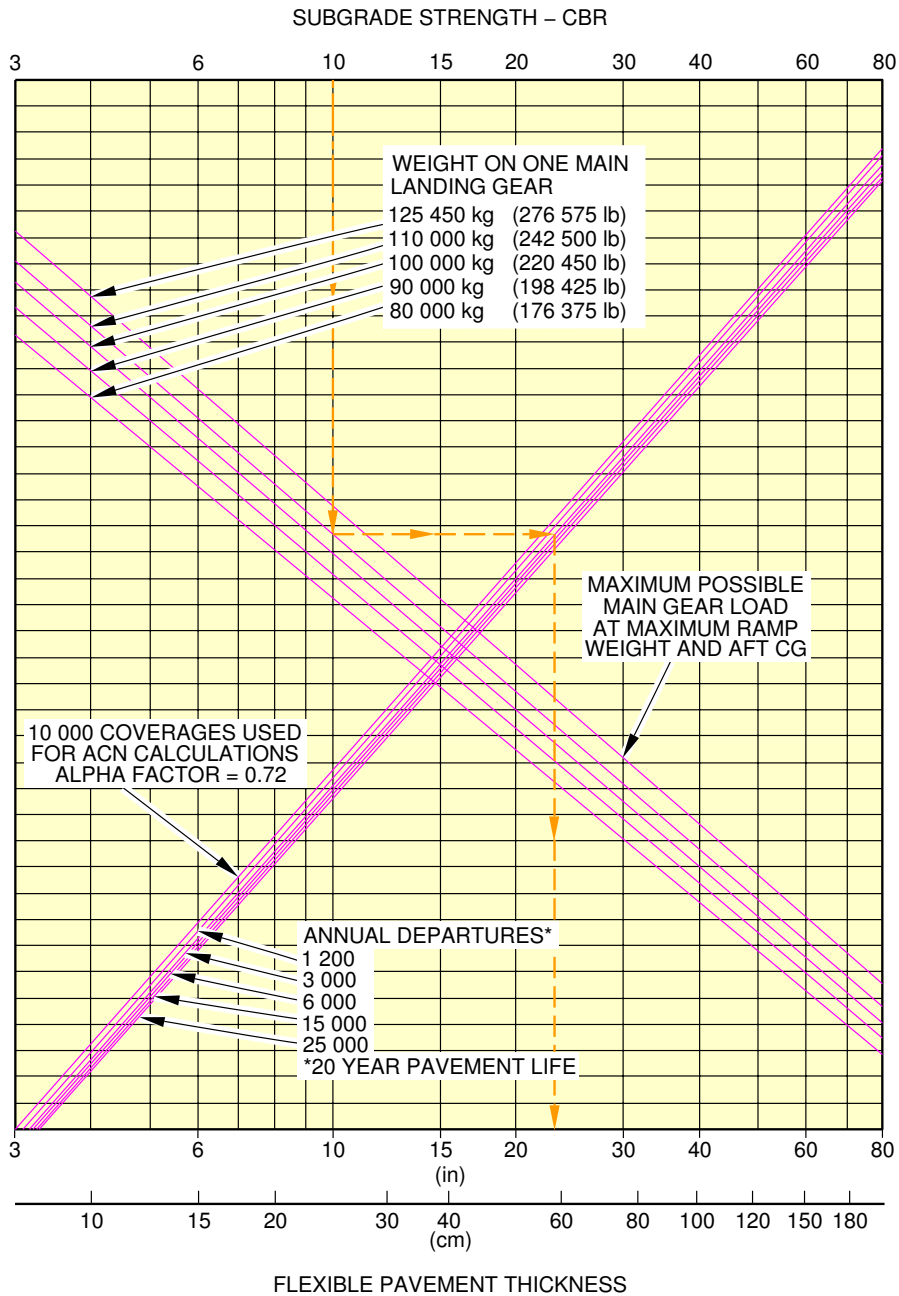 SUBGRADE STRENGTH – CBR
3 6 10 15 20 30 40 60 80
WEIGHT ON ONE MAIN
LANDING GEAR
125 450 kg (276 575 lb)
110 000 kg (242 500 lb)
100 000 kg (220 450 lb)
90 000 kg (198 425 lb)
80 000 kg (176 375 lb)
MAXIMUM POSSIBLE
MAIN GEAR LOAD
AT MAXIMUM RAMP
WEIGHT AND AFT CG
10 000 COVERAGES USED
FOR ACN CALCULATIONS
ALPHA FACTOR = 0.72
ANNUAL DEPARTURES*
1 200
3 000
6 000
15 000
25 000
*20 YEAR PAVEMENT LIFE
3 6 10 15 20 30 40 60 80
(in)
10 15 20 30 40 60 80 100 120 150 180
(cm)
FLEXIBLE PAVEMENT THICKNESS